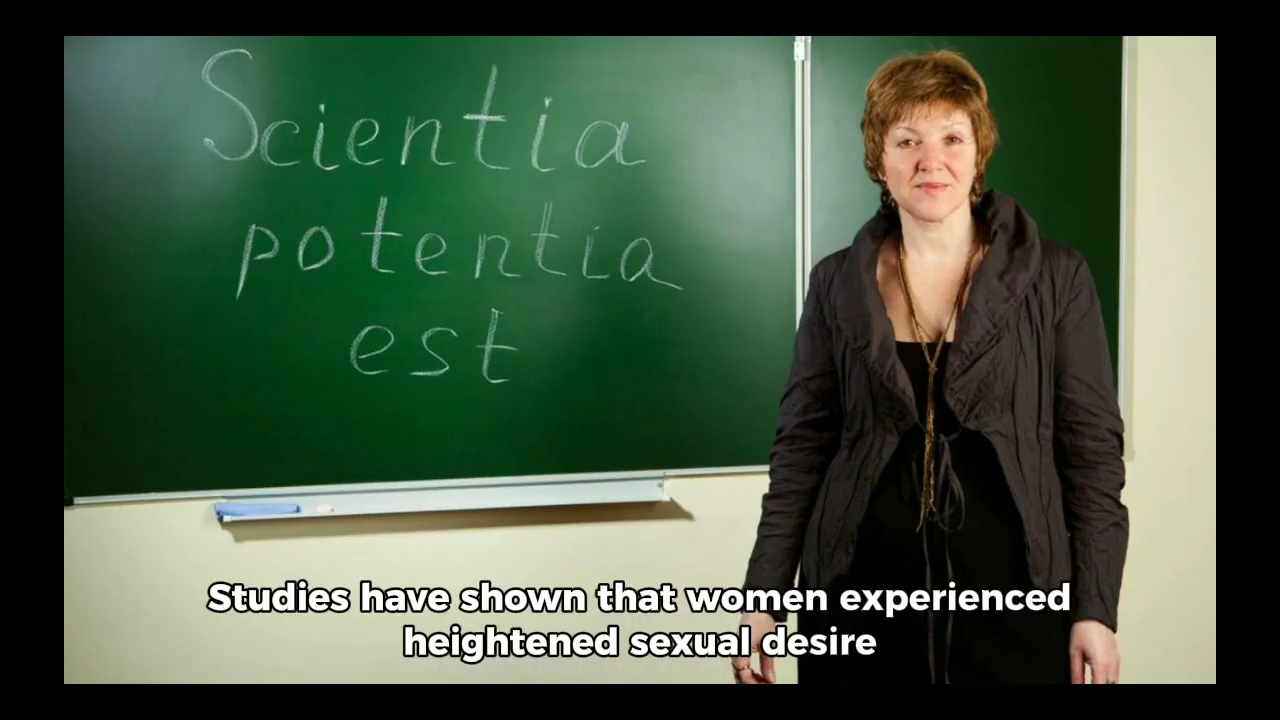 Scientia
potentia
est
Studies have shown that women experienced
heightened sexual desire